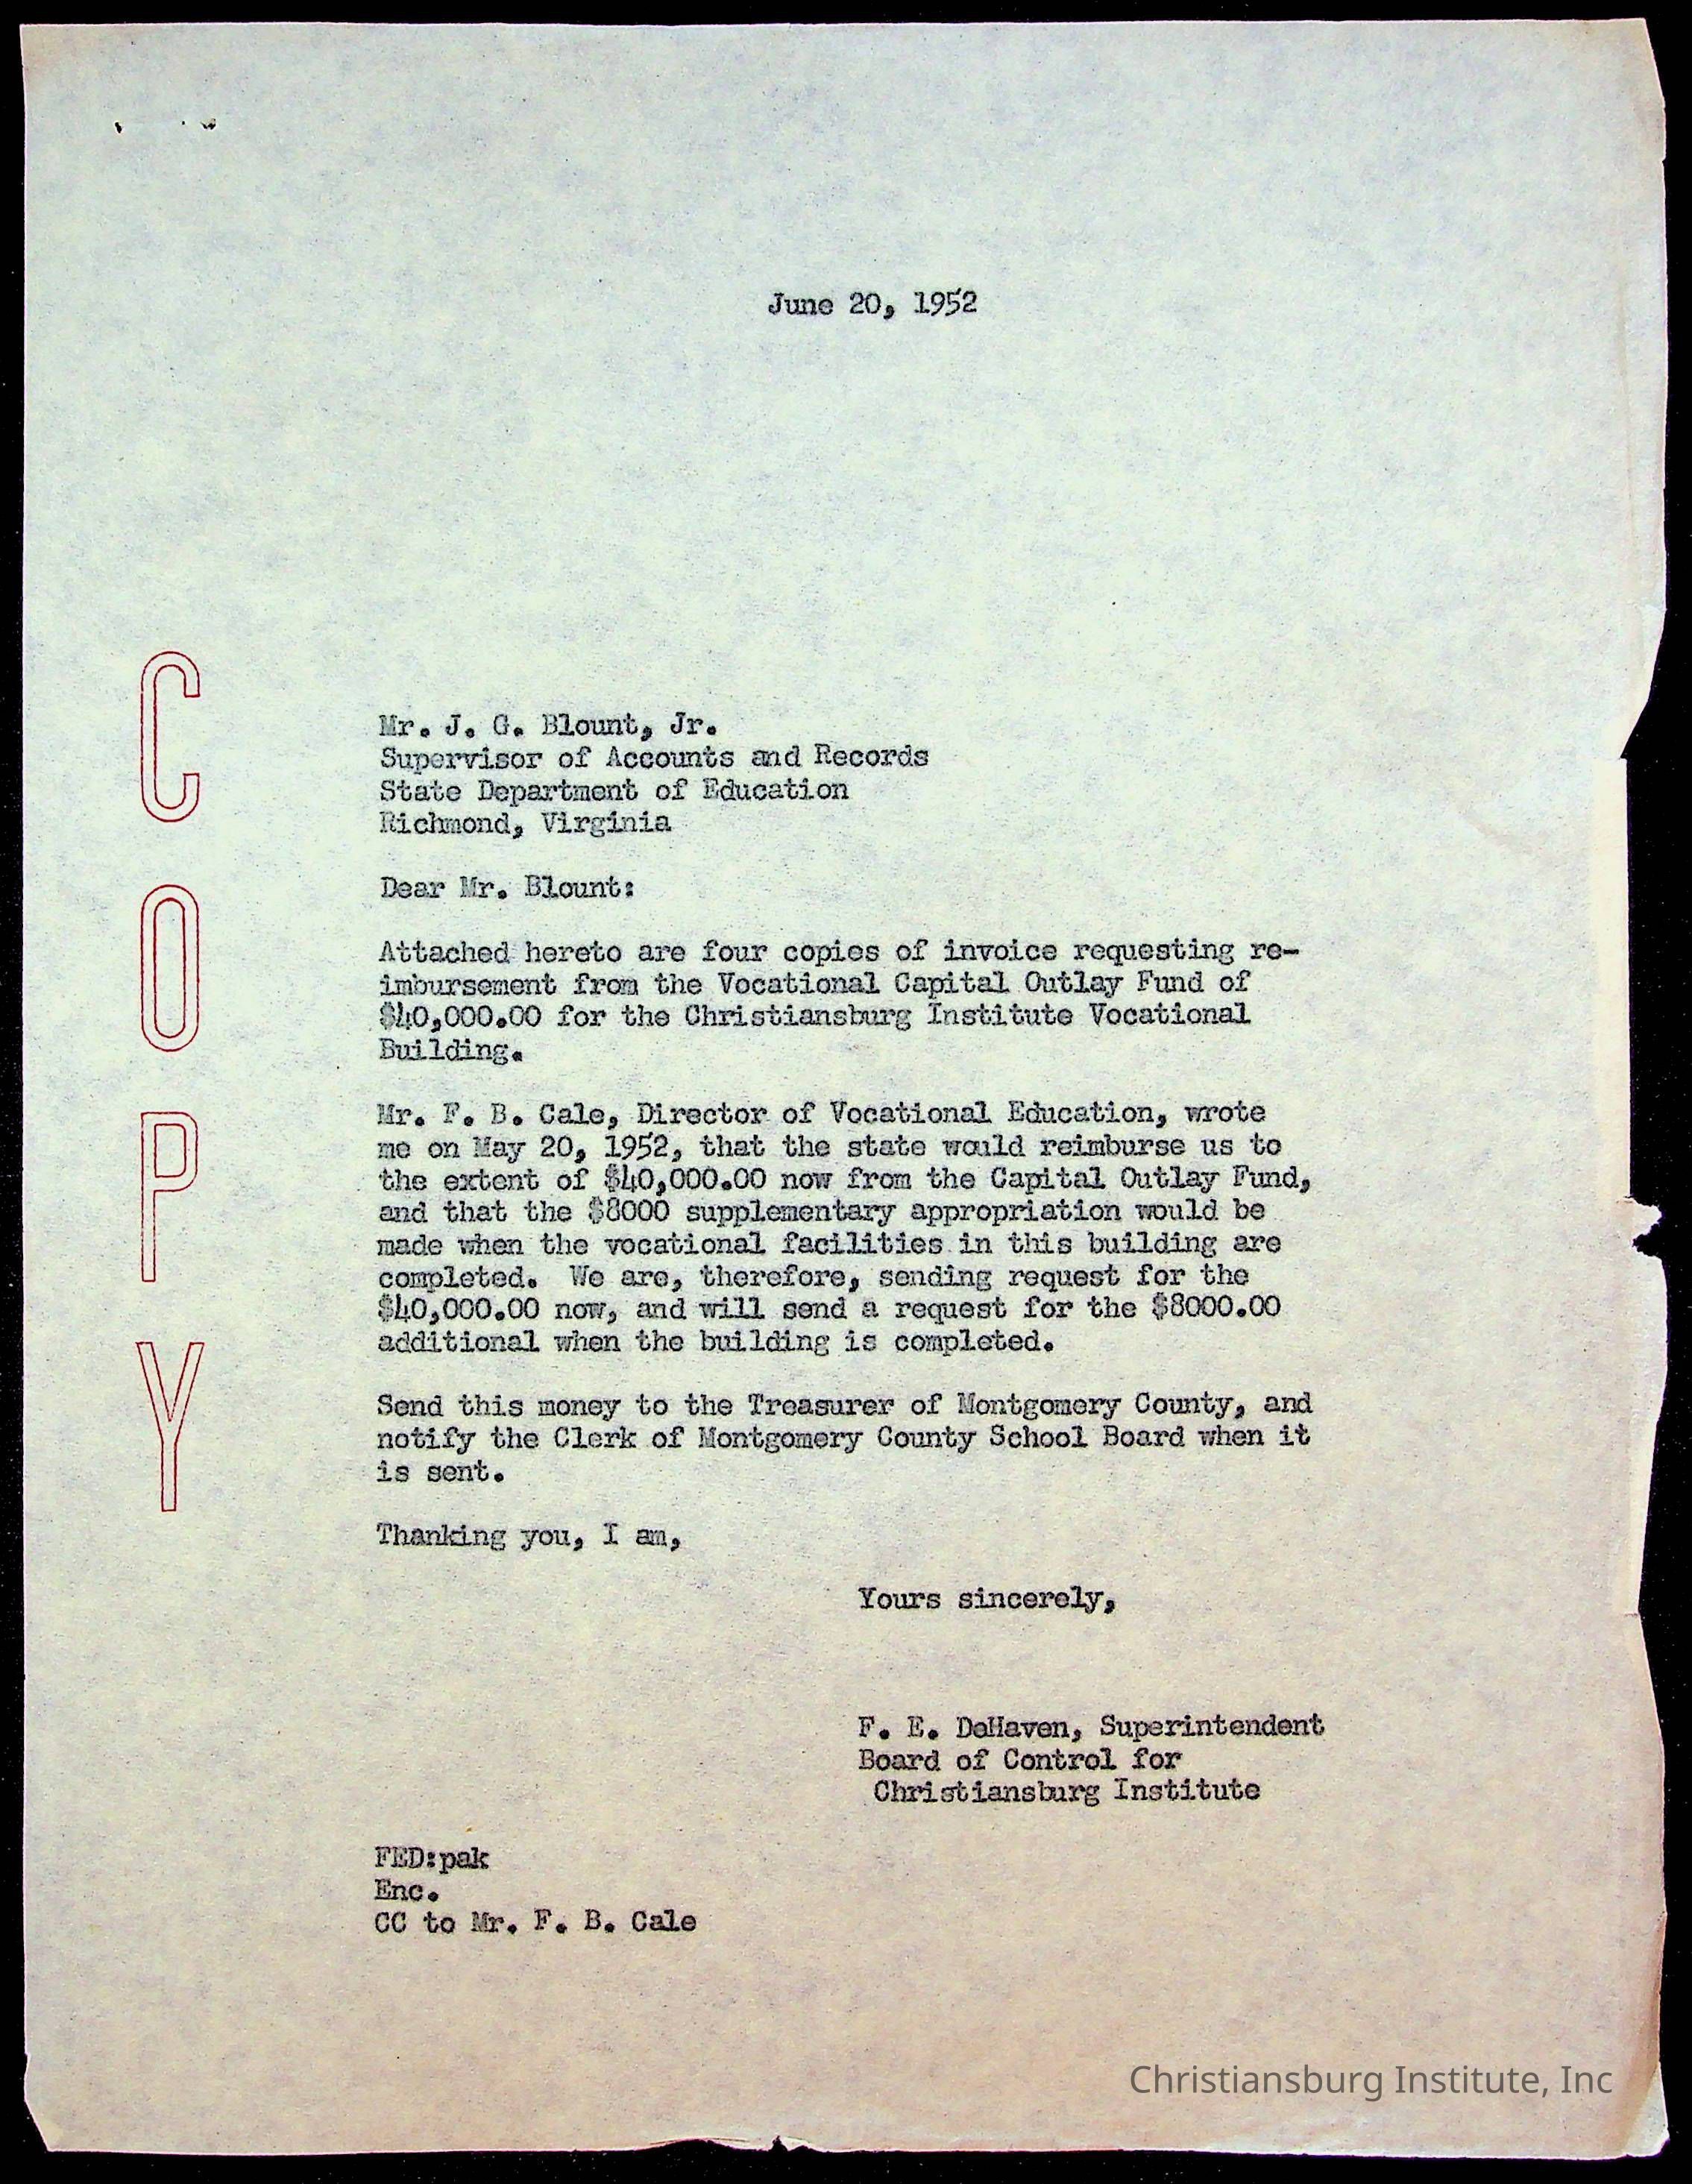 June 20, 1952
COPY
Mr. J. G. Blount, Jr.
Supervisor of Accounts and Records
State Department of Education
Richmond, Virginia
Dear Mr. Blount:
Attached hereto are four copies of invoice requesting re-
imbursement from the Vocational Capital Outlay Fund of
$40,000.00 for the Christiansburg Institute Vocational
Building.
Mr. F. B. Cale, Director of Vocational Education, wrote
me on May 20, 1952, that the state would reimburse us to
the extent of $40,000.00 now from the Capital Outlay Fund,
and that the $8000 supplementary appropriation would be
made when the vocational facilities in this building are
completed. We are, therefore, sending request for the
$40,000.00 now, and will send a request for the $8000.00
additional when the building is completed.
Send this money to the Treasurer of Montgomery County, and
notify the Clerk of Montgomery County School Board when it
is sent.
Thanking you, I am,
Yours sincerely,
F. E. DeHaven, Superintendent
Board of Control for
Christiansburg Institute
FED:pak
Enc.
CC to Mr. F. B. Cale
Christiansburg Institute, Inc